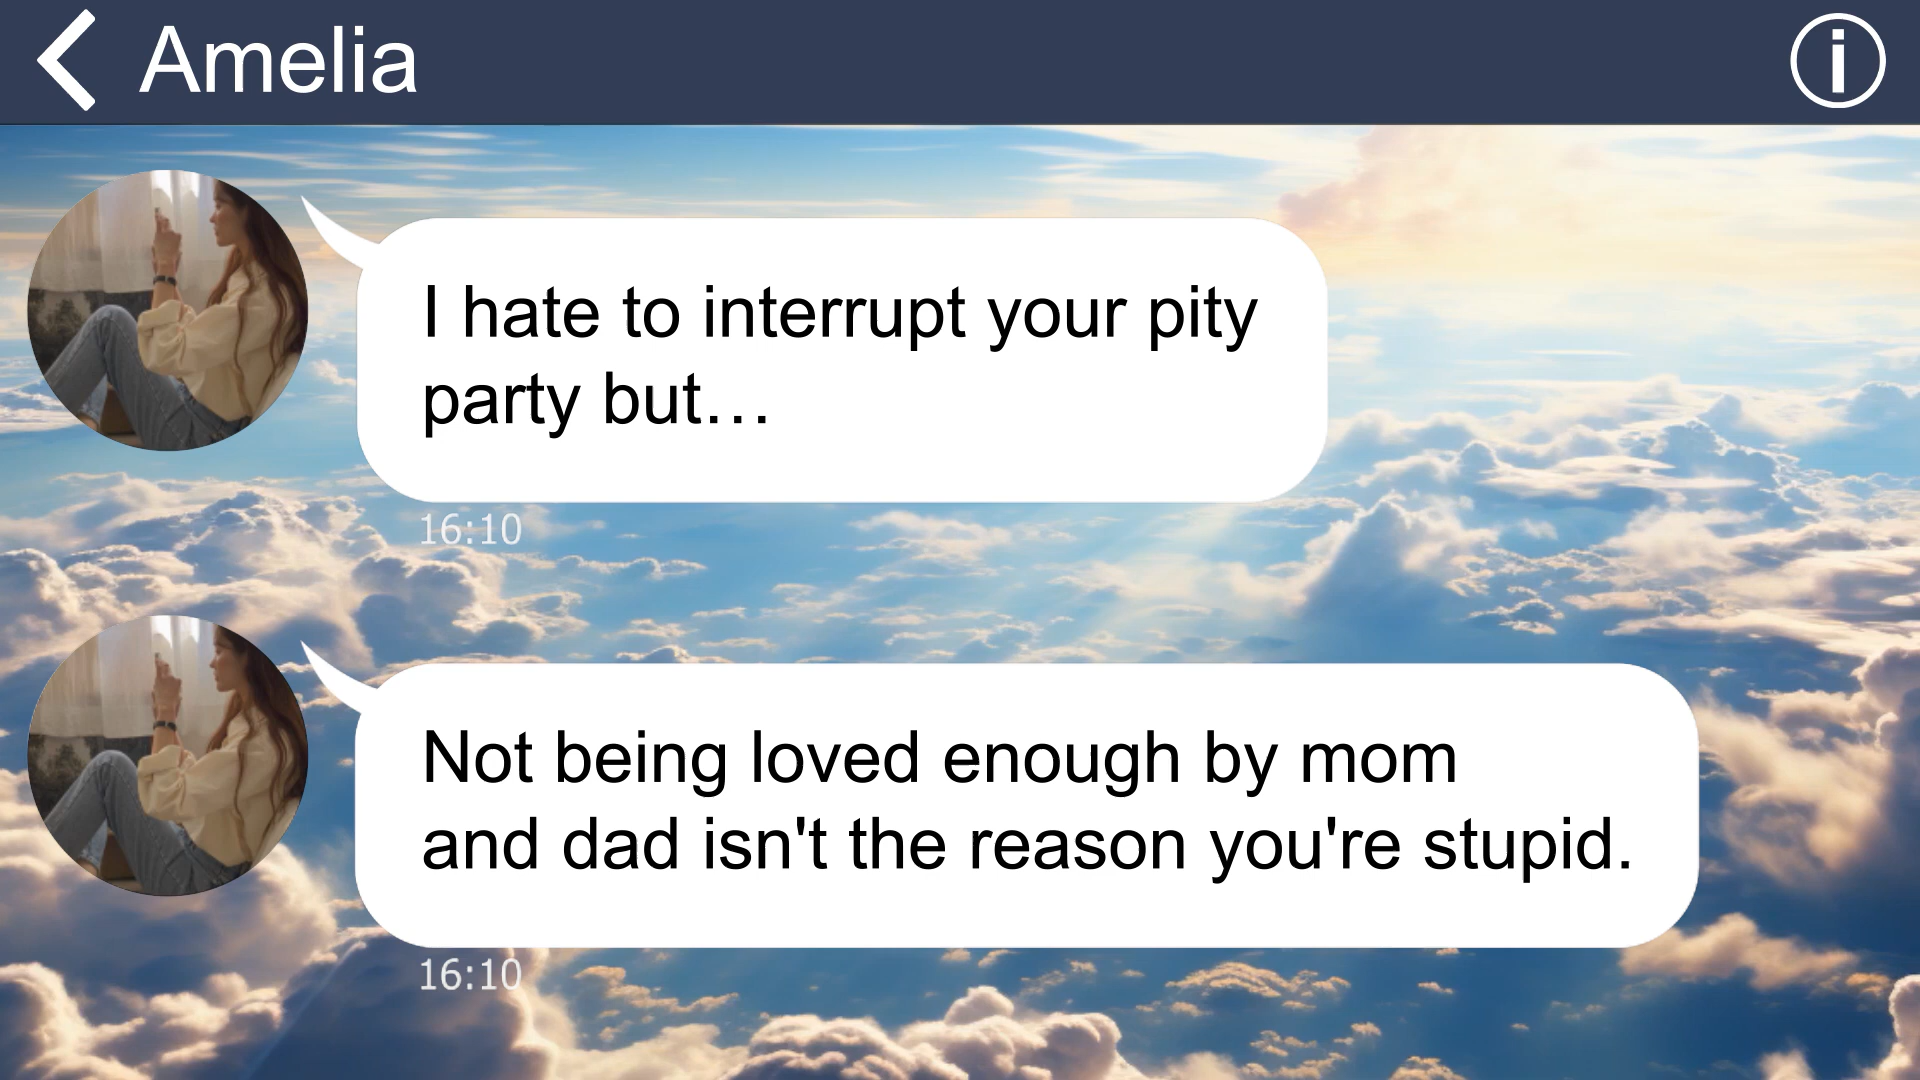 Amelia
I hate to interrupt your pity
party but…
16:10
Not being loved enough by mom
and dad isn't the reason you're stupid.
16:10